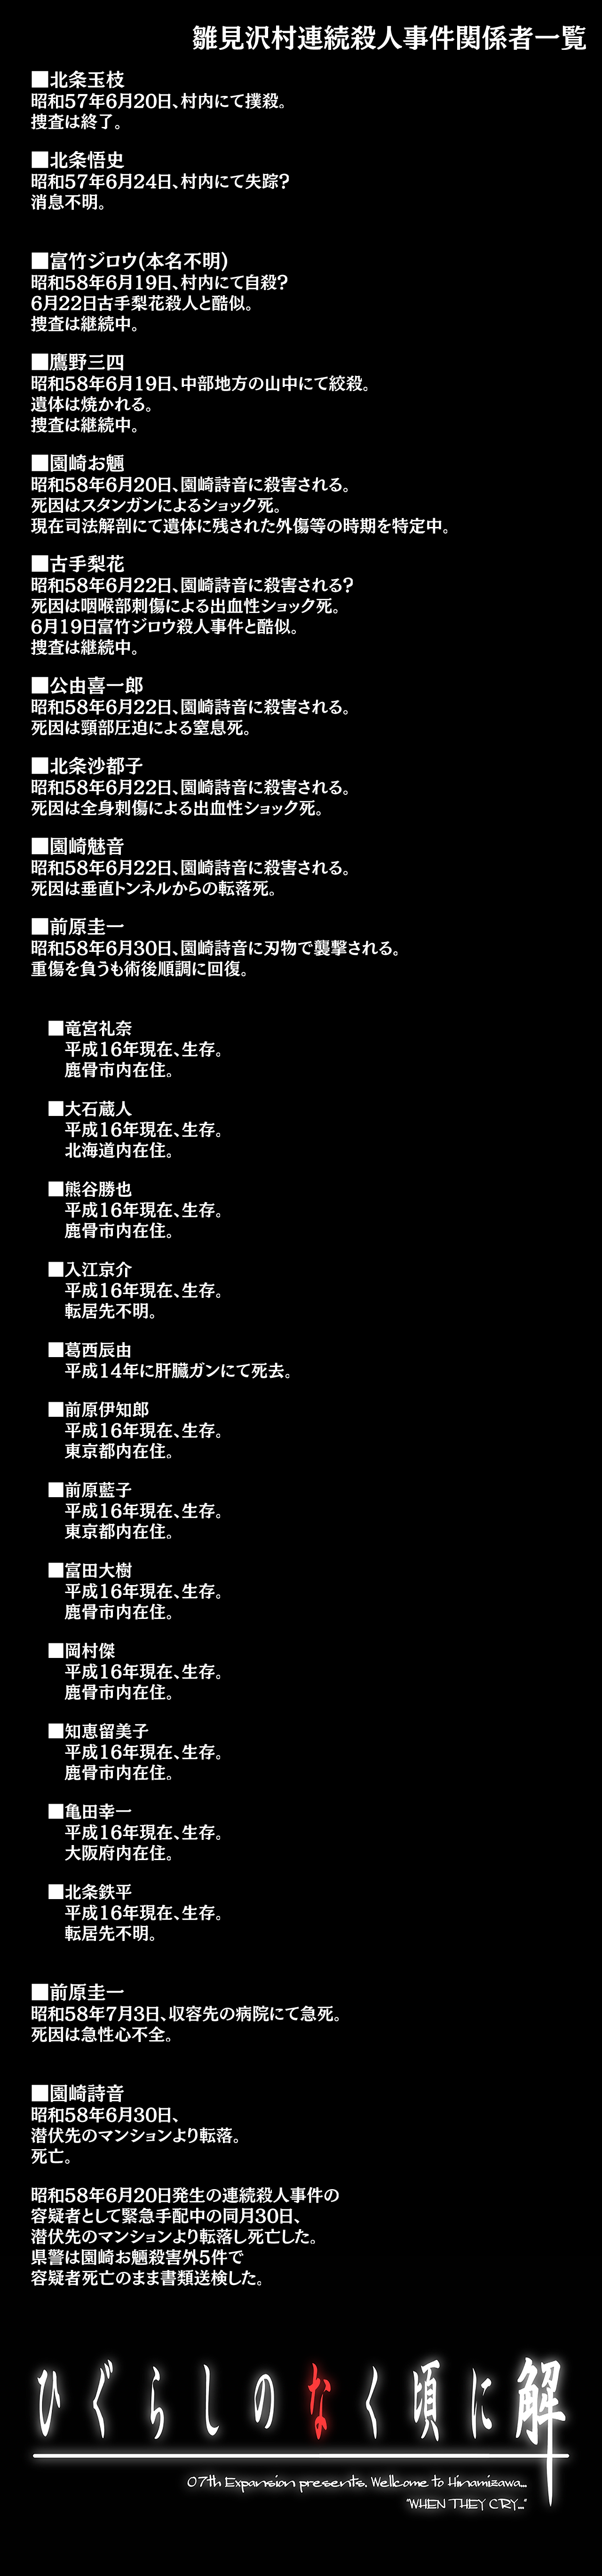 雛見沢村連続殺人事件関係者一覧
■北条玉枝
昭和57年6月20日、村内にて撲殺。
捜査は終了。
■北条悟史
昭和57年6月24日、村内にて失踪?
消息不明。
■富竹ジロウ(本名不明)
昭和58年6月19日、村内にて自殺?
6月22日古手梨花殺人と酷似。
捜査は継続中。
■鷹野三四
昭和58年6月19日、中部地方の山中にて絞殺。
遺体は焼かれる。
捜査は継続中。
■園崎お魎
昭和58年6月20日、園崎詩音に殺害される。
死因はスタンガンによるショック死。
現在司法解剖にて遺体に残された外傷等の時期を特定中。
■古手梨花
昭和58年6月22日、園崎詩音に殺害される?
死因は咽喉部刺傷による出血性ショック死。
6月19日富竹ジロウ殺人事件と酷似。
捜査は継続中。
■公由喜一郎
昭和58年6月22日、園崎詩音に殺害される。
死因は頸部圧迫による窒息死。
■北条沙都子
昭和58年6月22日、園崎詩音に殺害される。
死因は全身刺傷による出血性ショック死。
■園崎魅音
昭和58年6月22日、園崎詩音に殺害される。
死因は垂直トンネルからの転落死。
■前原圭一
昭和58年6月30日、園崎詩音に刃物で襲撃される。
重傷を負うも術後順調に回復。
■竜宮礼奈
平成16年現在、生存。
鹿骨市内在住。
■大石蔵人
平成16年現在、生存。
北海道内在住。
■熊谷勝也
平成16年現在、生存。
鹿骨市内在住。
■入江京介
平成16年現在、生存。
転居先不明。
■葛西辰由
平成14年に肝臓ガンにて死去。
■前原伊知郎
平成16年現在、生存。
東京都内在住。
■前原藍子
平成16年現在、生存。
東京都内在住。
■富田大樹
平成16年現在、生存。
鹿骨市内在住。
■岡村傑
平成16年現在、生存。
鹿骨市内在住。
■知恵留美子
平成16年現在、生存。
鹿骨市内在住。
■亀田幸一
平成16年現在、生存。
大阪府内在住。
■北条鉄平
平成16年現在、生存。
転居先不明。
■前原圭一
昭和58年7月3日、収容先の病院にて急死。
死因は急性心不全。
■園崎詩音
昭和58年6月30日、
潜伏先のマンションより転落。
死亡。
昭和58年6月20日発生の連続殺人事件の
容疑者として緊急手配中の同月30日、
潜伏先のマンションより転落し死亡した。
県警は園崎お魎殺害外5件で
容疑者死亡のまま書類送検した。
ひぐらしのなく頃に解
07th Expansion presents. Wellcome to Hinamizawa...
"WHEN THEY CRY..."